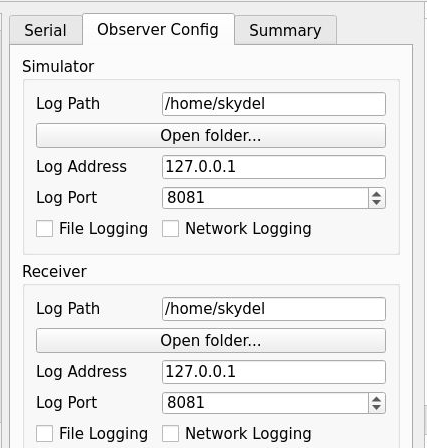 Serial Observer Config Summary
Simulator
Log Path /home/skydel
Open folder...
Log Address 127.0.0.1
Log Port 8081
File Logging Network Logging
Receiver
Log Path /home/skydel
Open folder...
Log Address 127.0.0.1
Log Port 8081
File Logging Network Logging